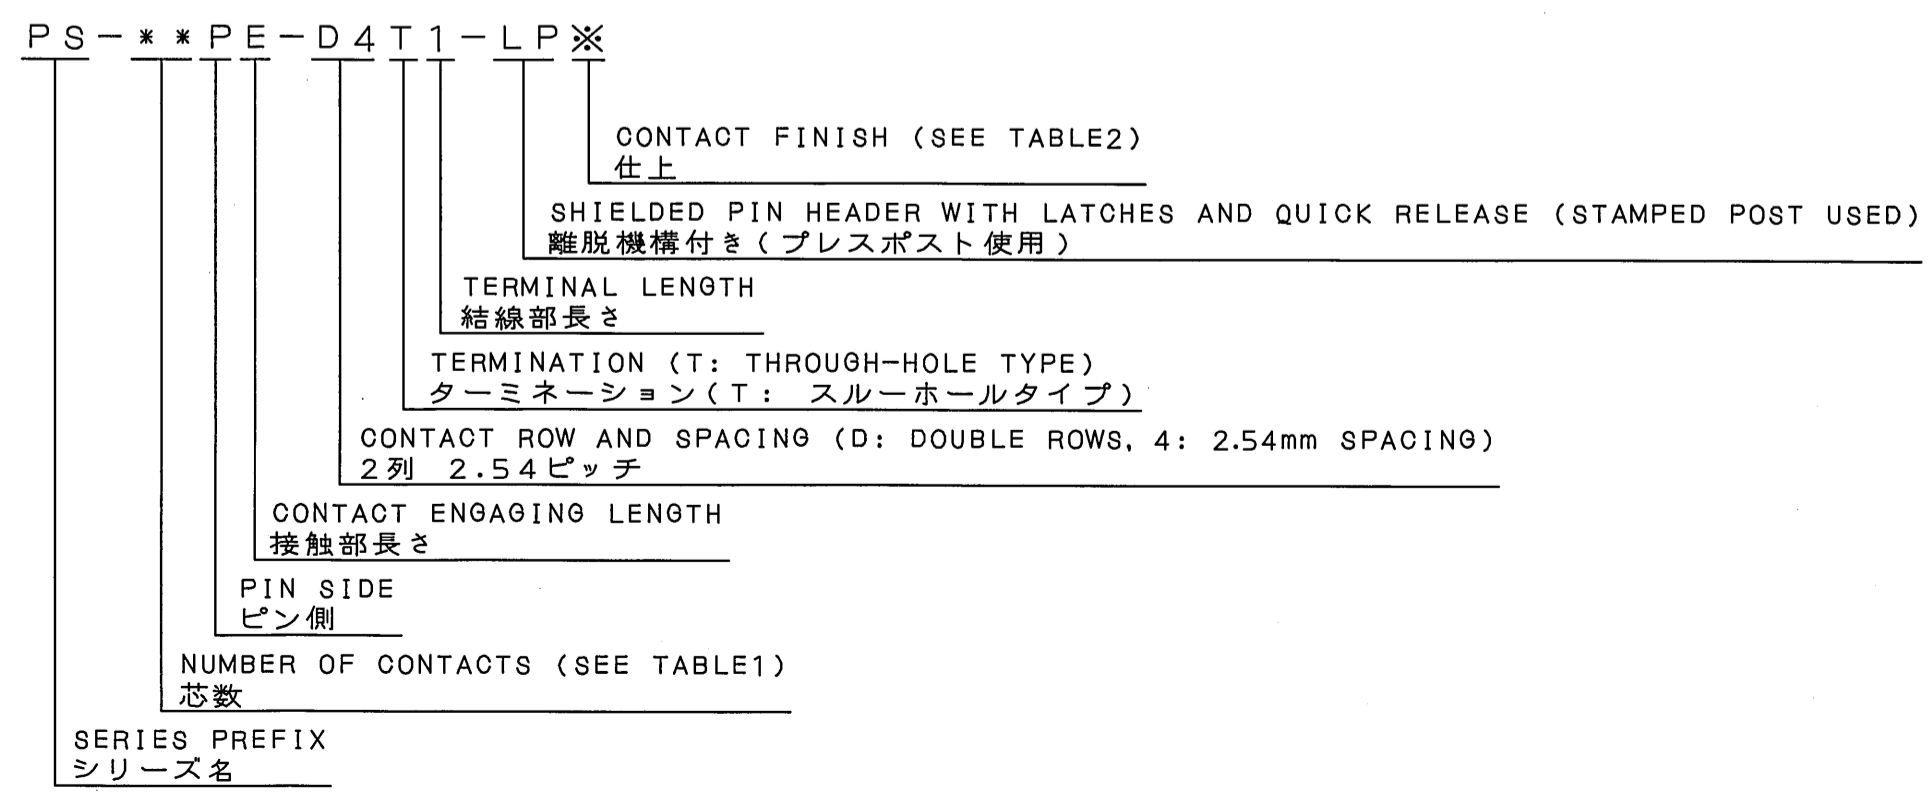 PS-**PE-D4T1-LP※
CONTACT FINISH (SEE TABLE2)
仕上
SHIELDED PIN HEADER WITH LATCHES AND QUICK RELEASE (STAMPED POST USED)
離脱機構付き(プレスポスト使用)
TERMINAL LENGTH
結線部長さ
TERMINATION (T: THROUGH-HOLE TYPE)
ターミネーション(T: スルーホールタイプ)
CONTACT ROW AND SPACING (D: DOUBLE ROWS, 4: 2.54mm SPACING)
2列 2.54ピッチ
CONTACT ENGAGING LENGTH
接触部長さ
PIN SIDE
ピン側
NUMBER OF CONTACTS (SEE TABLE1)
芯数
SERIES PREFIX
シリーズ名